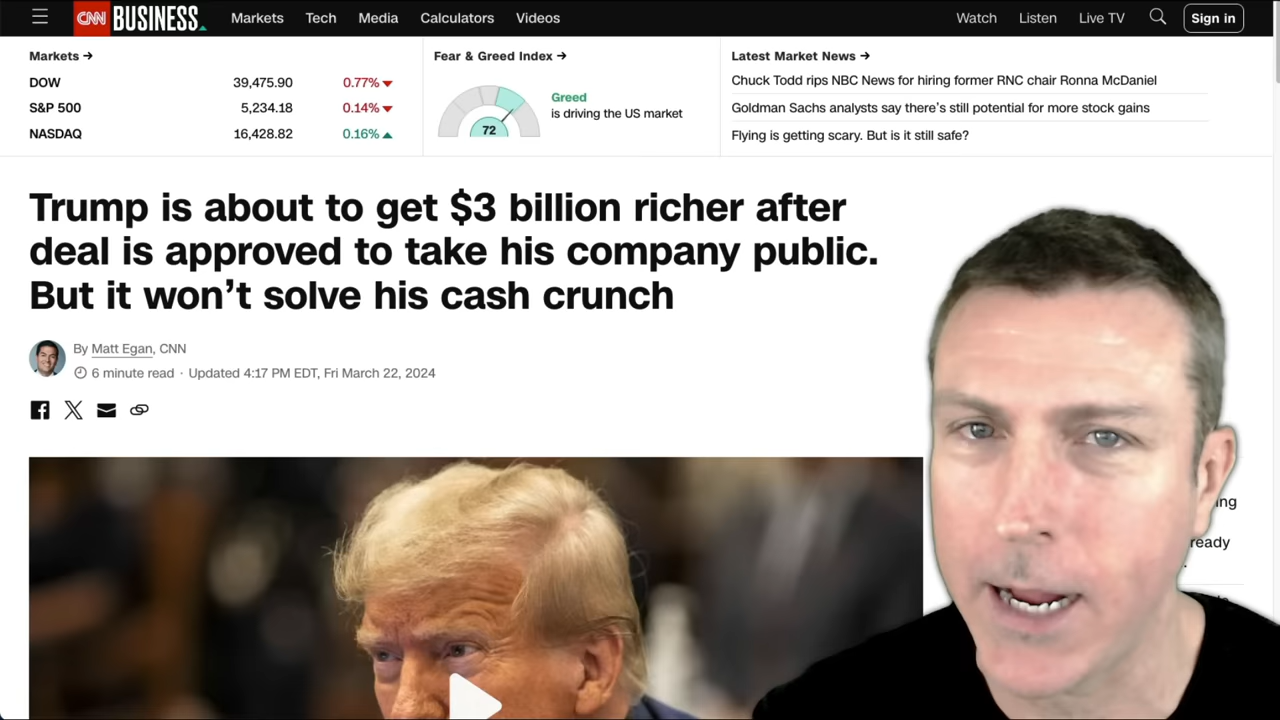 CNN BUSINESS Markets Tech Media Calculators Videos Watch Listen Live TV Sign in
Markets →
DOW 39,475.90 0.77%
S&P 500 5,234.18 0.14%
NASDAQ 16,428.82 0.16%
Fear & Greed Index →
72
Greed
is driving the US market
Latest Market News →
Chuck Todd rips NBC News for hiring former RNC chair Ronna McDaniel
Goldman Sachs analysts say there's still potential for more stock gains
Flying is getting scary. But is it still safe?
Trump is about to get $3 billion richer after
deal is approved to take his company public.
But it won't solve his cash crunch
By Matt Egan, CNN
6 minute read · Updated 4:17 PM EDT, Fri March 22, 2024
ing
ready